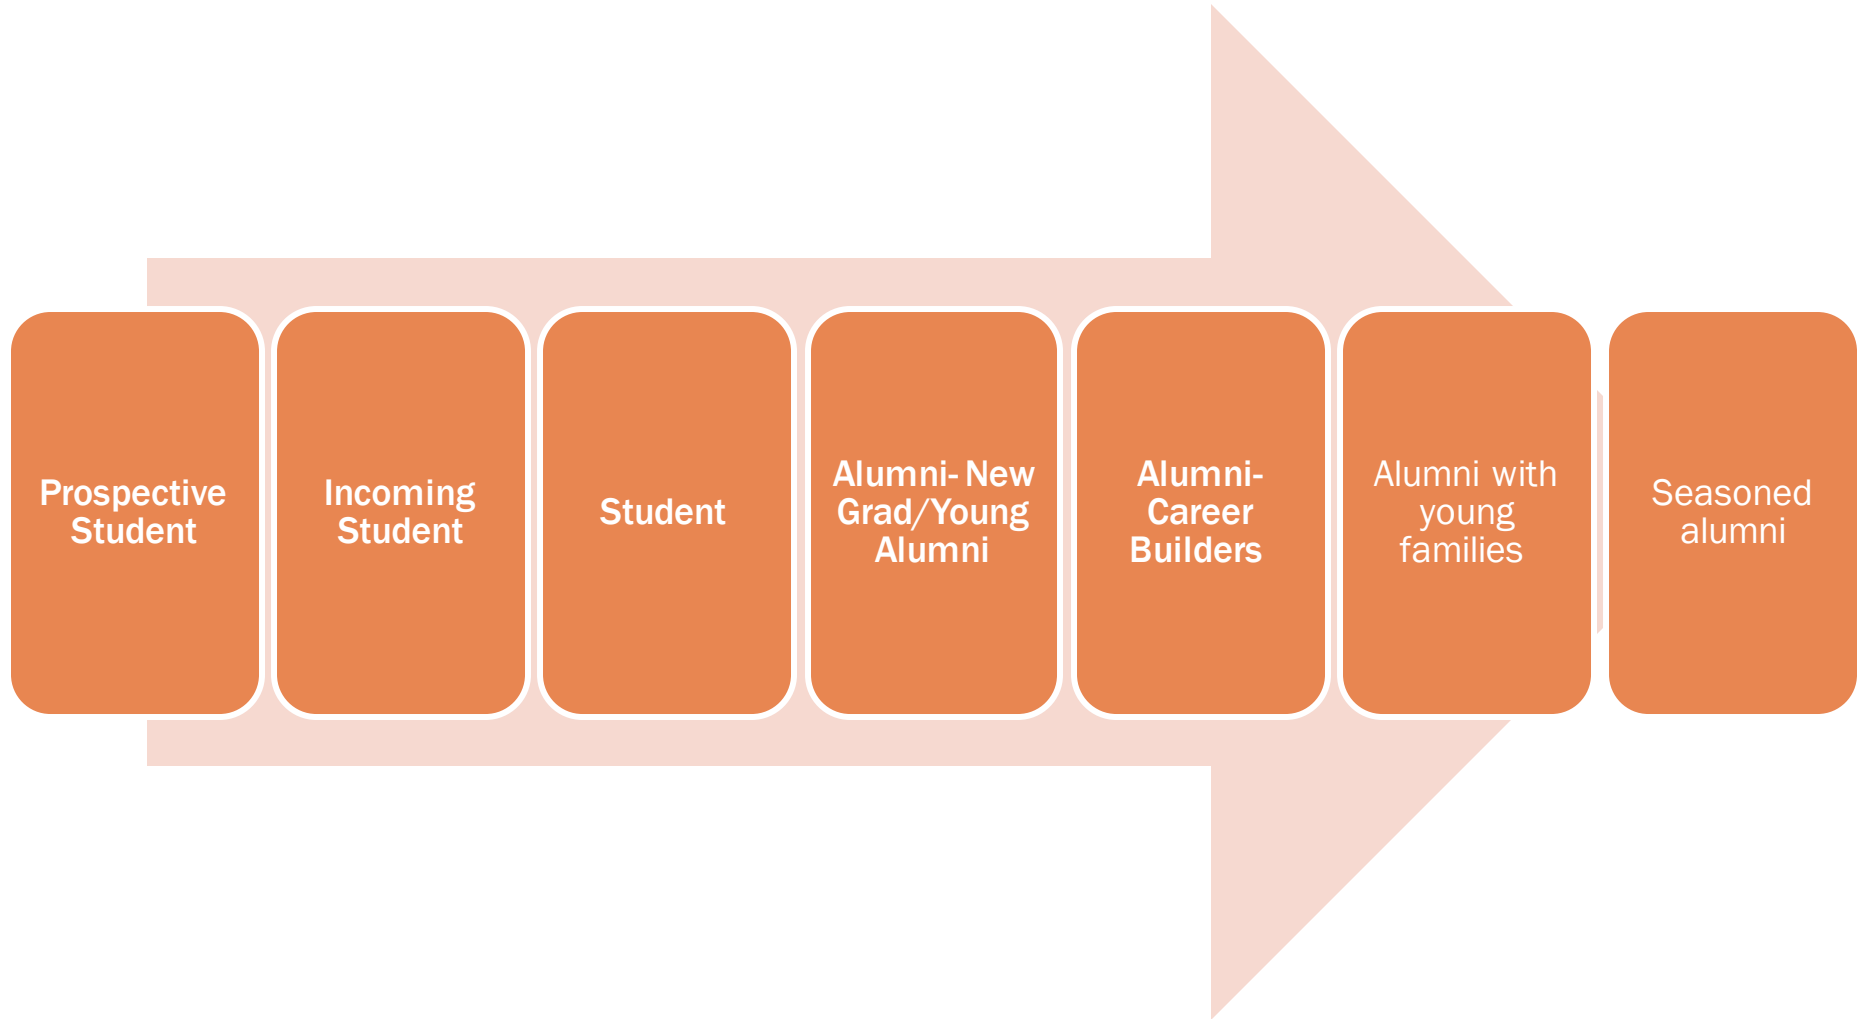 Prospective
Student
Incoming
Student
Student
Alumni- New
Grad/Young
Alumni
Alumni-
Career
Builders
Alumni with
young
families
Seasoned
alumni